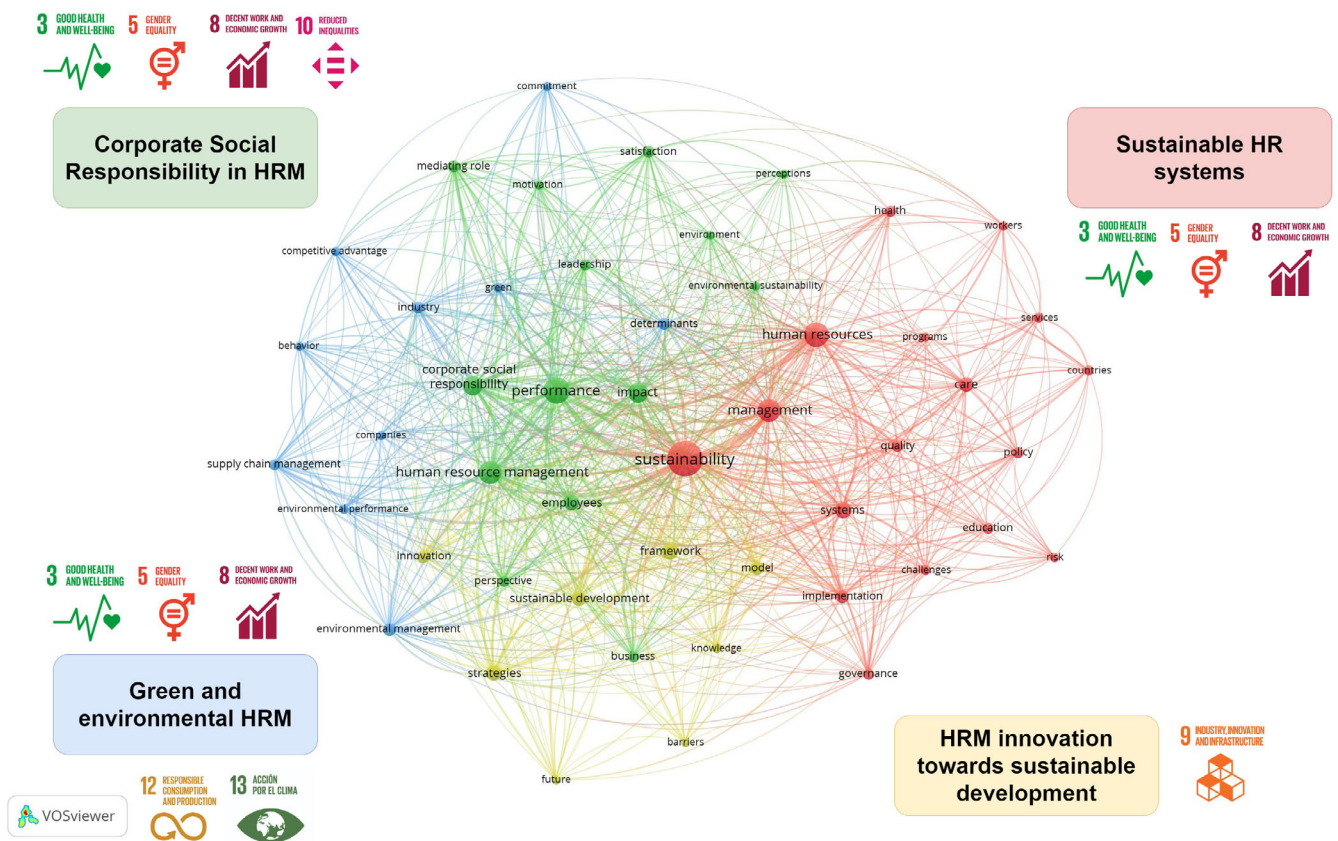 3 GOOD HEALTH
AND WELL-BEING
5 GENDER
EQUALITY
8 DECENT WORK AND
ECONOMIC GROWTH
10 REDUCED
INEQUALITIES
Corporate Social
Responsibility in HRM
Sustainable HR
systems
3 GOOD HEALTH
AND WELL-BEING
5 GENDER
EQUALITY
8 DECENT WORK AND
ECONOMIC GROWTH
commitment
satisfaction
mediating role
perceptions
motivation
health
workers
environment
competitive advantage
leadership
green
environmental sustainability
industry
services
determinants
human resources
programs
behavior
corporate social
responsibility
countries
performance
impact
care
management
companies
quality
policy
supply chain management
human resource management
sustainability
environmental performance
employees
systems
education
innovation
framework
model
challenges
risk
perspective
sustainable development
implementation
environmental management
business
knowledge
strategies
governance
barriers
future
3 GOOD HEALTH
AND WELL-BEING
5 GENDER
EQUALITY
8 DECENT WORK AND
ECONOMIC GROWTH
Green and
environmental HRM
12 RESPONSIBLE
CONSUMPTION
AND PRODUCTION
13 ACCIÓN
POR EL CLIMA
VOSviewer
HRM innovation
towards sustainable
development
9 INDUSTRY, INNOVATION
AND INFRASTRUCTURE